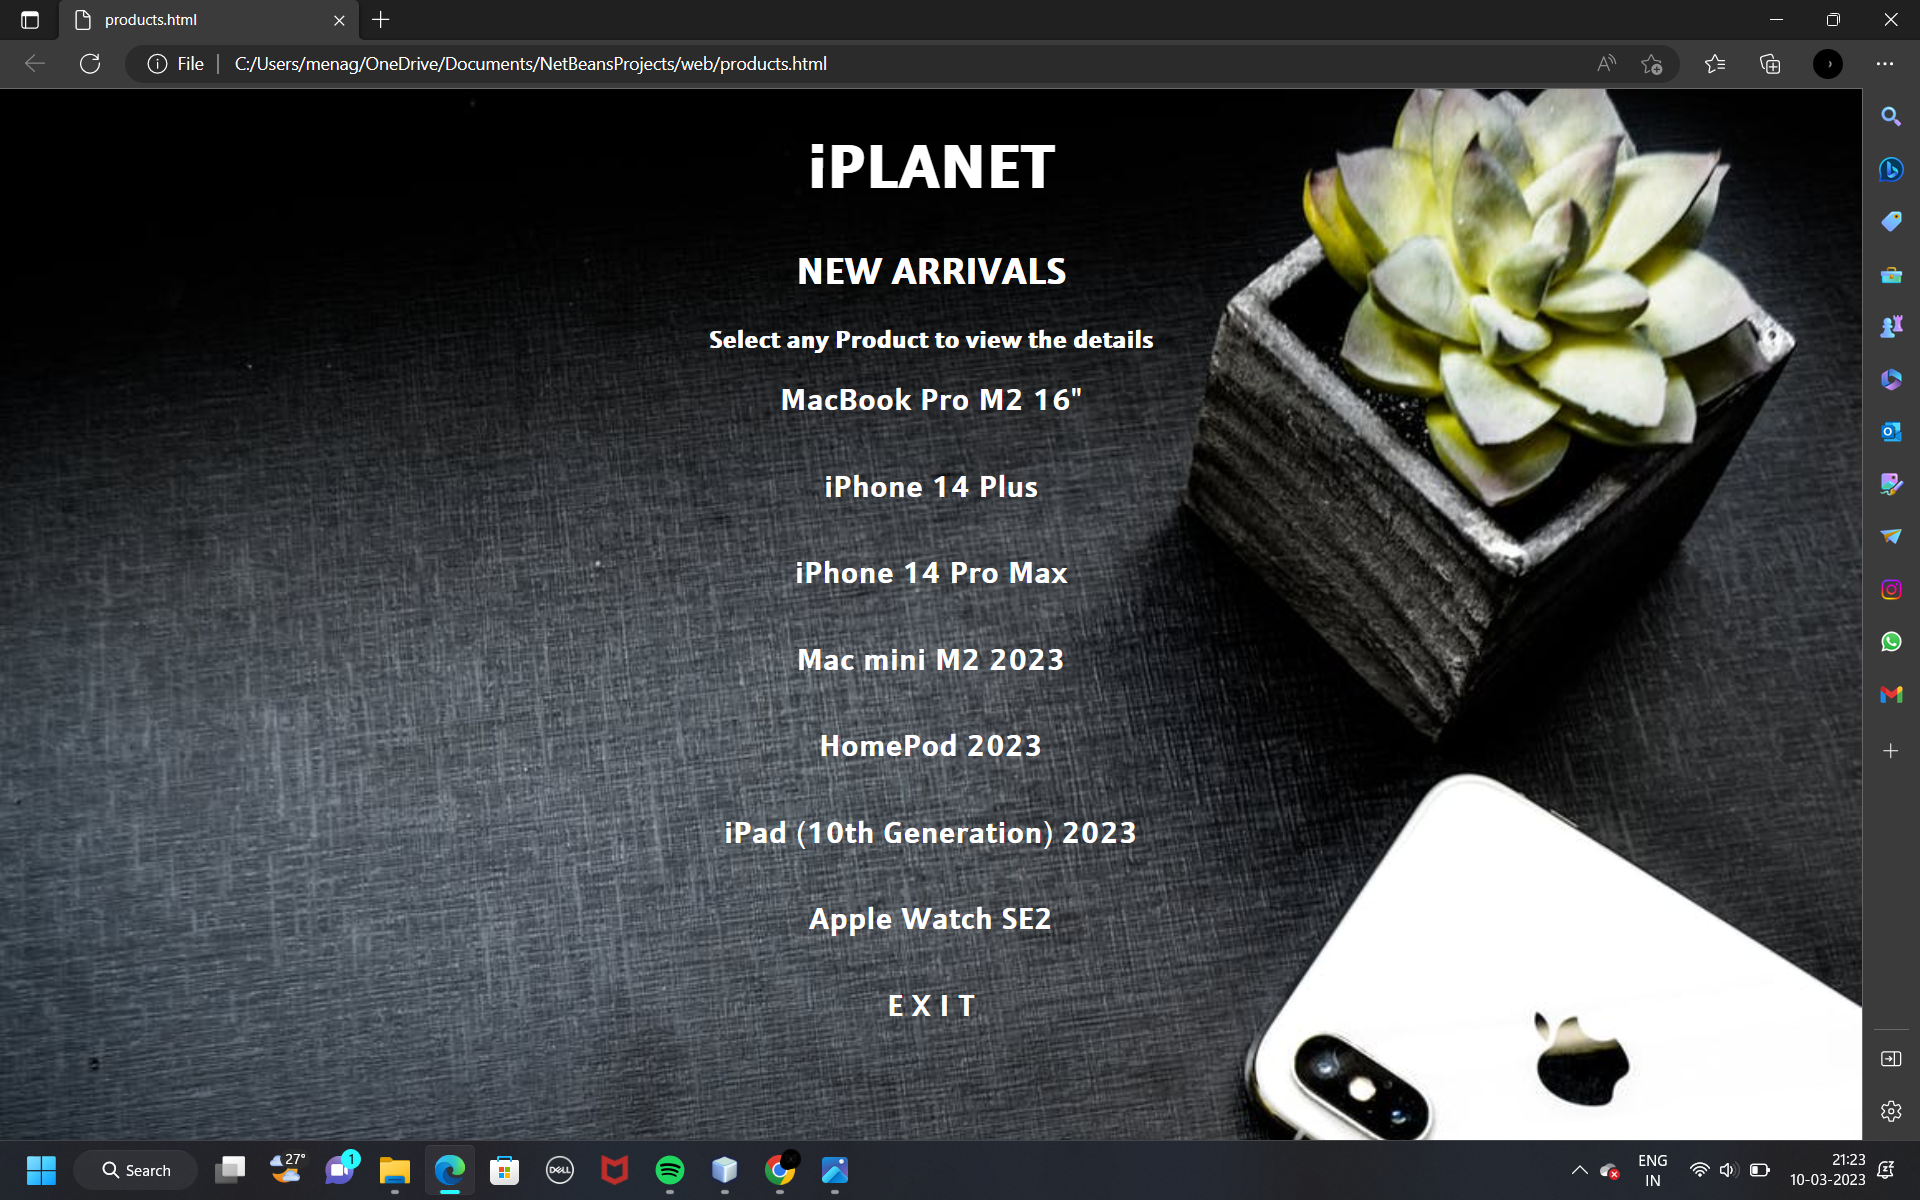 products.html
File
C:/Users/menag/OneDrive/Documents/NetBeansProjects/web/products.html
iPLANET
NEW ARRIVALS
Select any Product to view the details
MacBook Pro M2 16"
iPhone 14 Plus
iPhone 14 Pro Max
Mac mini M2 2023
HomePod 2023
iPad (10th Generation) 2023
Apple Watch SE2
E X I T
Search
27°
1
DELL
ENG
IN
21:23
10-03-2023